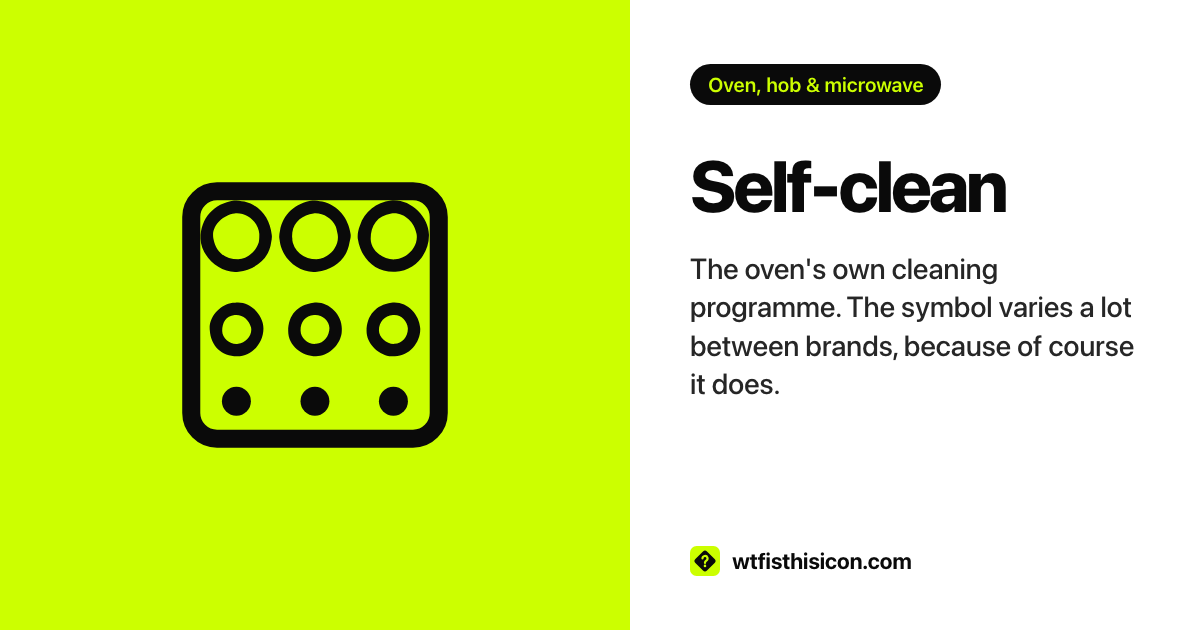 Oven, hob & microwave
Self-clean
The oven's own cleaning
programme. The symbol varies a lot
between brands, because of course
it does.
?
wtfisthisicon.com